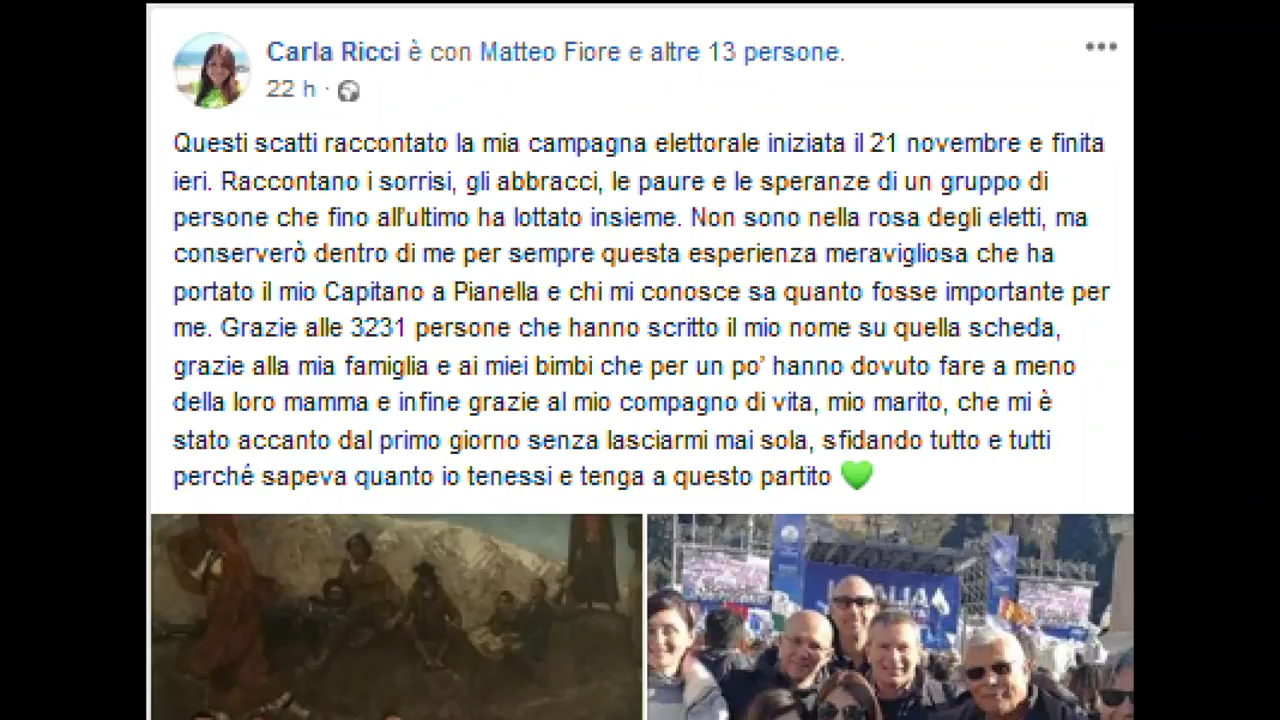 Carla Ricci è con Matteo Fiore e altre 13 persone.
22 h ·
Questi scatti raccontato la mia campagna elettorale iniziata il 21 novembre e finita
ieri. Raccontano i sorrisi, gli abbracci, le paure e le speranze di un gruppo di
persone che fino all'ultimo ha lottato insieme. Non sono nella rosa degli eletti, ma
conserverò dentro di me per sempre questa esperienza meravigliosa che ha
portato il mio Capitano a Pianella e chi mi conosce sa quanto fosse importante per
me. Grazie alle 3231 persone che hanno scritto il mio nome su quella scheda,
grazie alla mia famiglia e ai miei bimbi che per un po' hanno dovuto fare a meno
della loro mamma e infine grazie al mio compagno di vita, mio marito, che mi è
stato accanto dal primo giorno senza lasciarmi mai sola, sfidando tutto e tutti
perché sapeva quanto io tenessi e tenga a questo partito